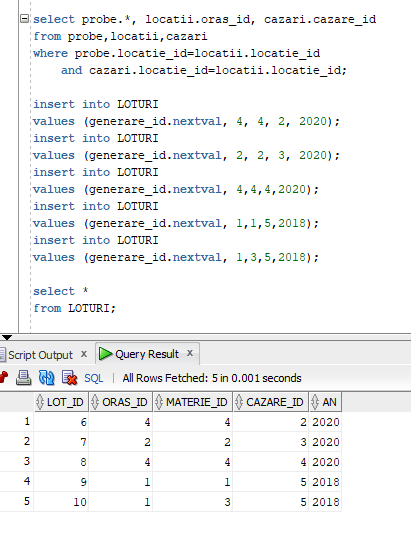 select probe.*, locatii.oras_id, cazari.cazare_id
from probe,locatii,cazari
where probe.locatie_id=locatii.locatie_id
and cazari.locatie_id=locatii.locatie_id;
insert into LOTURI
values (generare_id.nextval, 4, 4, 2, 2020);
insert into LOTURI
values (generare_id.nextval, 2, 2, 3, 2020);
insert into LOTURI
values (generare_id.nextval, 4,4,4,2020);
insert into LOTURI
values (generare_id.nextval, 1,1,5,2018);
insert into LOTURI
values (generare_id.nextval, 1,3,5,2018);
select *
from LOTURI;
Script Output x Query Result x
SQL | All Rows Fetched: 5 in 0.001 seconds
LOT_ID ORAS_ID MATERIE_ID CAZARE_ID AN
1 6 4 4 2 2020
2 7 2 2 3 2020
3 8 4 4 4 2020
4 9 1 1 5 2018
5 10 1 3 5 2018